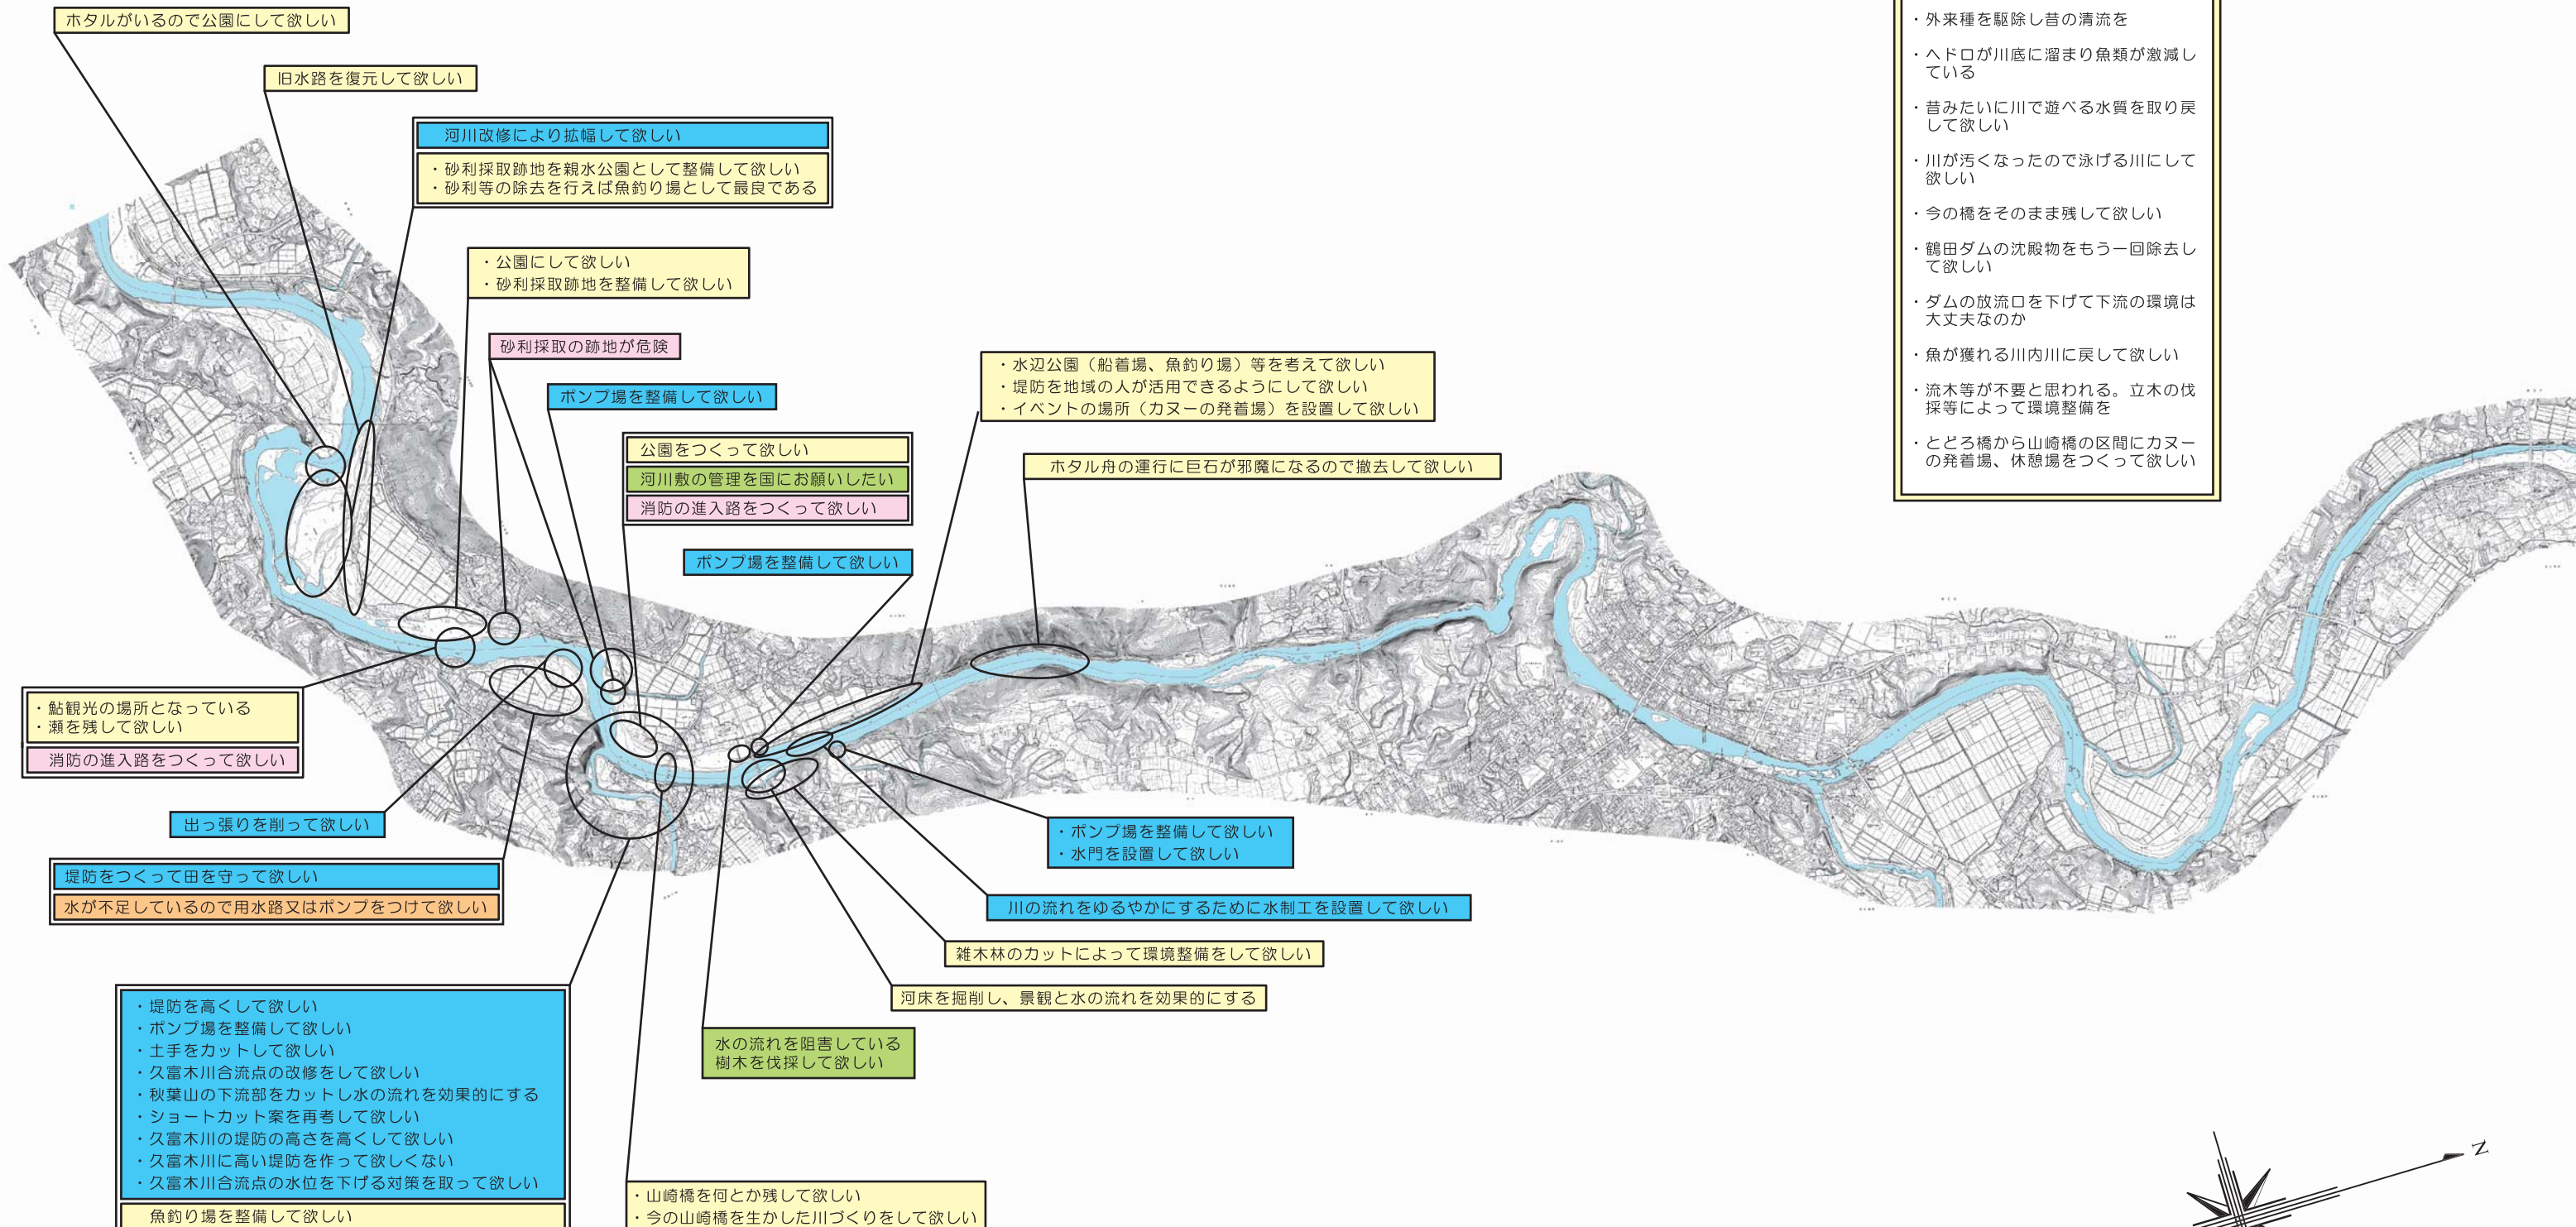 ホタルがいるので公園にして欲しい
旧水路を復元して欲しい
河川改修により拡幅して欲しい
・砂利採取跡地を親水公園として整備して欲しい
・砂利等の除去を行えば魚釣り場として最良である
・公園にして欲しい
・砂利採取跡地を整備して欲しい
砂利採取の跡地が危険
ポンプ場を整備して欲しい
公園をつくって欲しい
河川敷の管理を国にお願いしたい
消防の進入路をつくって欲しい
ポンプ場を整備して欲しい
・水辺公園（船着場、魚釣り場）等を考えて欲しい
・堤防を地域の人が活用できるようにして欲しい
・イベントの場所（カヌーの発着場）を設置して欲しい
ホタル舟の運行に巨石が邪魔になるので撤去して欲しい
・外来種を駆除し昔の清流を
・ヘドロが川底に溜まり魚類が激減し
ている
・昔みたいに川で遊べる水質を取り戻
して欲しい
・川が汚くなったので泳げる川にして
欲しい
・今の橋をそのまま残して欲しい
・鶴田ダムの沈殿物をもう一回除去し
て欲しい
・ダムの放流口を下げて下流の環境は
大丈夫なのか
・魚が獲れる川内川に戻して欲しい
・流木等が不要と思われる。立木の伐
採等によって環境整備を
・とどろ橋から山崎橋の区間にカヌー
の発着場、休憩場をつくって欲しい
・鮎観光の場所となっている
・瀬を残して欲しい
消防の進入路をつくって欲しい
出っ張りを削って欲しい
堤防をつくって田を守って欲しい
水が不足しているので用水路又はポンプをつけて欲しい
・堤防を高くして欲しい
・ポンプ場を整備して欲しい
・土手をカットして欲しい
・久富木川合流点の改修をして欲しい
・秋葉山の下流部をカットし水の流れを効果的にする
・ショートカット案を再考して欲しい
・久富木川の堤防の高さを高くして欲しい
・久富木川に高い堤防を作って欲しくない
・久富木川合流点の水位を下げる対策を取って欲しい
魚釣り場を整備して欲しい
・山崎橋を何とか残して欲しい
・今の山崎橋を生かした川づくりをして欲しい
水の流れを阻害している
樹木を伐採して欲しい
河床を掘削し、景観と水の流れを効果的にする
雑木林のカットによって環境整備をして欲しい
川の流れをゆるやかにするために水制工を設置して欲しい
・ポンプ場を整備して欲しい
・水門を設置して欲しい
N